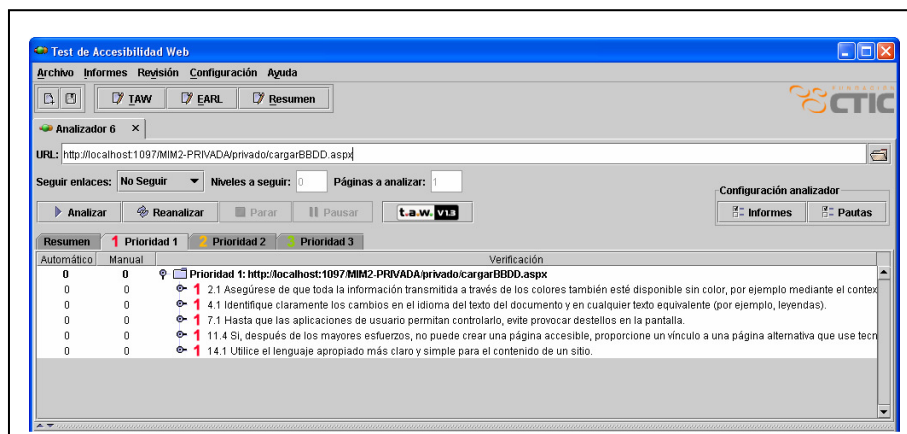 Test de Accesibilidad Web
Archivo Informes Revisión Configuración Ayuda
TAW EARL Resumen
FUNDACIÓN
CTIC
Analizador 6 ×
URL: http://localhost:1097/MIM2-PRIVADA/privado/cargarBBDD.aspx
Seguir enlaces: No Seguir Niveles a seguir: 0 Páginas a analizar: 1
Configuración analizador
Analizar Reanalizar Parar Pausar t.a.w. V1.3 Informes Pautas
Resumen 1 Prioridad 1 2 Prioridad 2 3 Prioridad 3
Automático Manual Verificación
0 0 Prioridad 1: http://localhost:1097/MIM2-PRIVADA/privado/cargarBBDD.aspx
0 0 1 2.1 Asegúrese de que toda la información transmitida a través de los colores también esté disponible sin color, por ejemplo mediante el contex
0 0 1 4.1 Identifique claramente los cambios en el idioma del texto del documento y en cualquier texto equivalente (por ejemplo, leyendas).
0 0 1 7.1 Hasta que las aplicaciones de usuario permitan controlarlo, evite provocar destellos en la pantalla.
0 0 1 11.4 Si, después de los mayores esfuerzos, no puede crear una página accesible, proporcione un vínculo a una página alternativa que use tecn
0 0 1 14.1 Utilice el lenguaje apropiado más claro y simple para el contenido de un sitio.